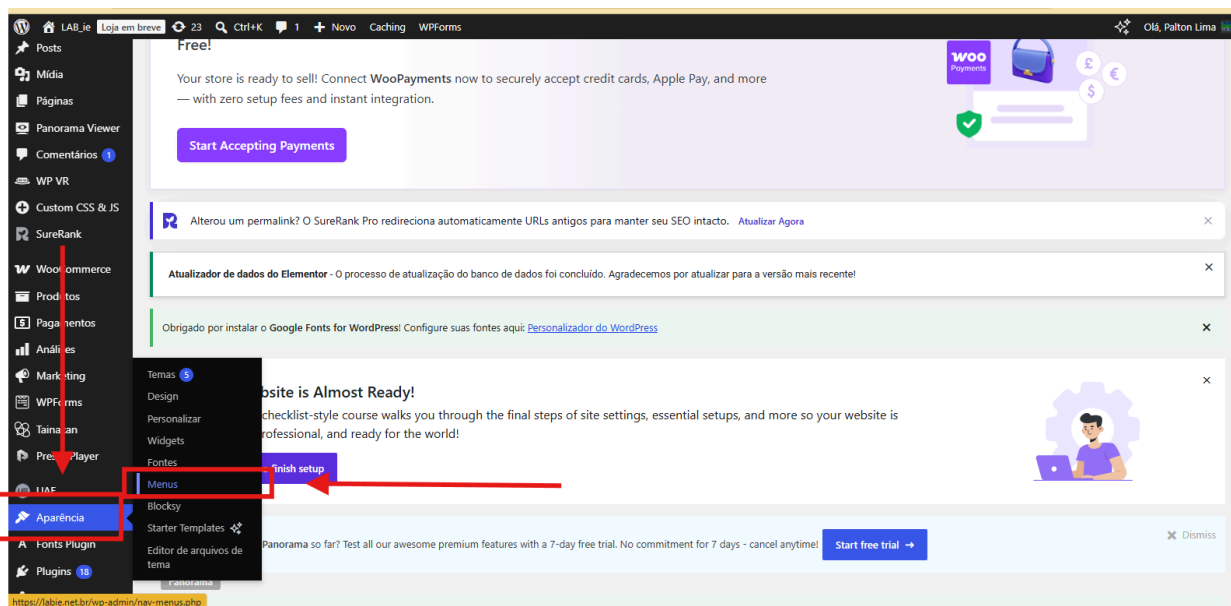 LAB_ie Loja em breve 23 Ctrl+K 1 Novo Caching WPForms Olá, Palton Lima
Posts
Mídia
Páginas
Panorama Viewer
Comentários 1
WP VR
Custom CSS & JS
SureRank
WooCommerce
Produtos
Pagamentos
Análises
Marketing
WPForms
Tainacan
Presto Player
UAE
Aparência
Fonts Plugin
Plugins 18
Temas 5
Design
Personalizar
Widgets
Fontes
Menus
Blocksy
Starter Templates
Editor de arquivos de
tema
Free!
Your store is ready to sell! Connect WooPayments now to securely accept credit cards, Apple Pay, and more
— with zero setup fees and instant integration.
Start Accepting Payments
woo
Payments
Alterou um permalink? O SureRank Pro redireciona automaticamente URLs antigos para manter seu SEO intacto. Atualizar Agora
Atualizador de dados do Elementor - O processo de atualização do banco de dados foi concluído. Agradecemos por atualizar para a versão mais recente!
Obrigado por instalar o Google Fonts for WordPress! Configure suas fontes aqui: Personalizador do WordPress
is Almost Ready!
checklist-style course walks you through the final steps of site settings, essential setups, and more so your website is
and ready for the world!
finish setup
Panorama so far? Test all our awesome premium features with a 7-day free trial. No commitment for 7 days - cancel anytime! Start free trial → Dismiss
Panorama
https://labie.net.br/wp-admin/nav-menus.php